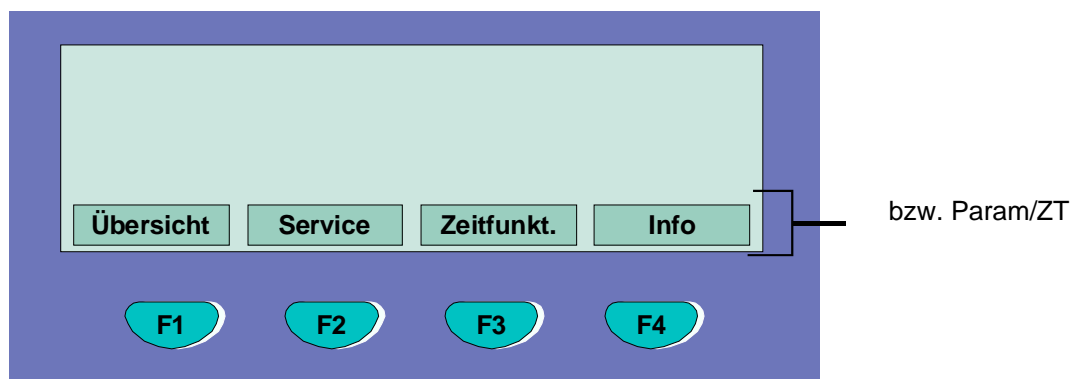 Übersicht Service Zeitfunkt. Info
bzw. Param/ZT
F1 F2 F3 F4